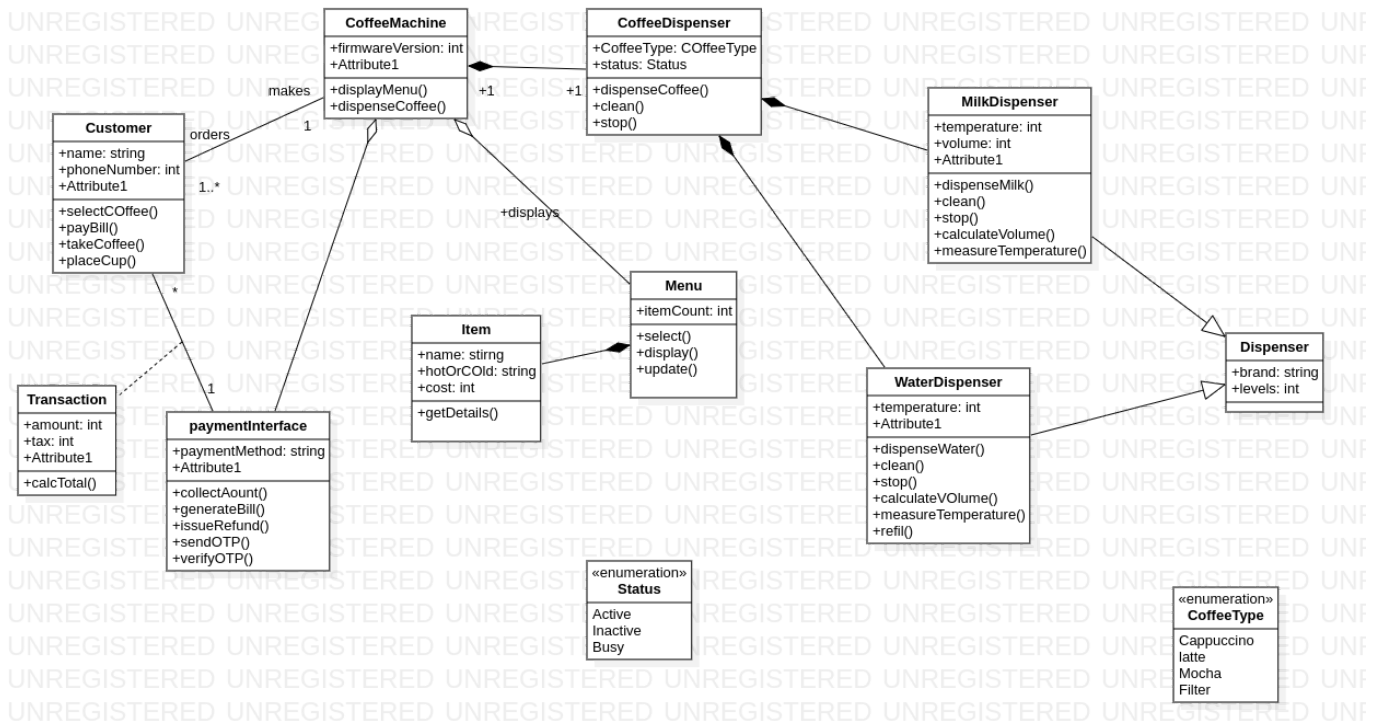 CoffeeMachine
+firmwareVersion: int
+Attribute1
+displayMenu()
+dispenseCoffee()
CoffeeDispenser
+CoffeeType: COffeeType
+status: Status
+dispenseCoffee()
+clean()
+stop()
+1
+1
makes
1
orders
1..*
Customer
+name: string
+phoneNumber: int
+Attribute1
+selectCOffee()
+payBill()
+takeCoffee()
+placeCup()
*
1
MilkDispenser
+temperature: int
+volume: int
+Attribute1
+dispenseMilk()
+clean()
+stop()
+calculateVolume()
+measureTemperature()
+displays
Menu
+itemCount: int
+select()
+display()
+update()
Item
+name: stirng
+hotOrCOld: string
+cost: int
+getDetails()
Dispenser
+brand: string
+levels: int
WaterDispenser
+temperature: int
+Attribute1
+dispenseWater()
+clean()
+stop()
+calculateVOlume()
+measureTemperature()
+refil()
Transaction
+amount: int
+tax: int
+Attribute1
+calcTotal()
paymentInterface
+paymentMethod: string
+Attribute1
+collectAount()
+generateBill()
+issueRefund()
+sendOTP()
+verifyOTP()
«enumeration»
Status
Active
Inactive
Busy
«enumeration»
CoffeeType
Cappuccino
latte
Mocha
Filter
UNREGISTERED